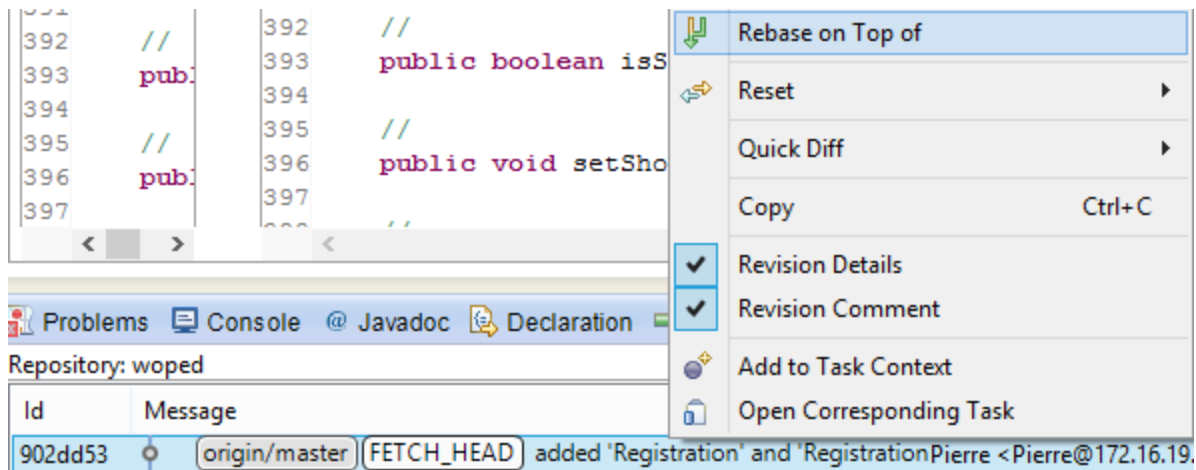 391
392 //
393 publ
394
395 //
396 publ
397
392 //
393 public boolean isS
394
395 //
396 public void setSho
397
//
Rebase on Top of
Reset
Quick Diff
Copy Ctrl+C
Revision Details
Revision Comment
Add to Task Context
Open Corresponding Task
Problems Console @ Javadoc Declaration
Repository: woped
Id Message
902dd53 origin/master FETCH_HEAD added 'Registration' and 'Registration Pierre <Pierre@172.16.19.